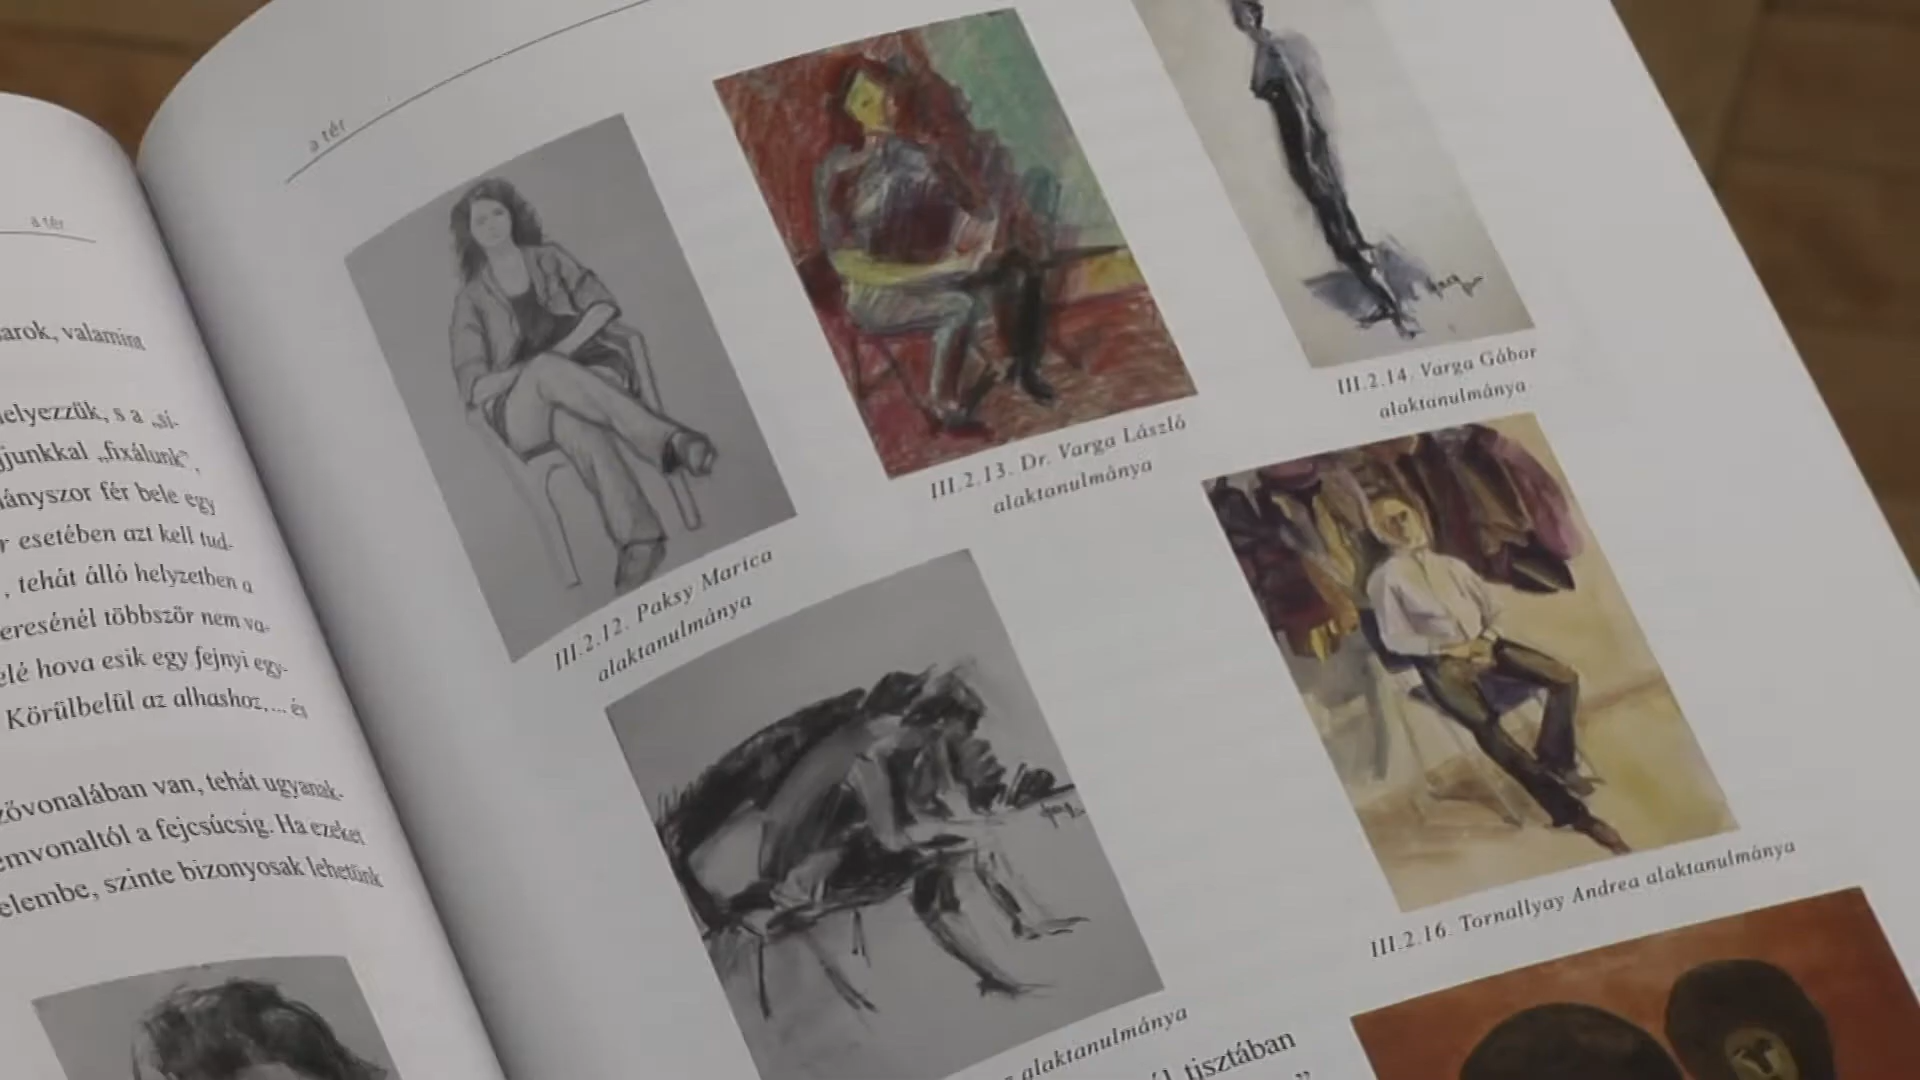 a tér
arok, valamint
elyezzük, s a „si-
junkkal „fixálunk",
ányszor fér bele egy
r esetében azt kell tud-
, tehát álló helyzetben a
eresénél többször nem va-
elé hova esik egy fejnyi egy-
Körülbelül az alhashoz,... és
zővonalában van, tehát ugyanak-
emvonaltól a fejcsúcsig. Ha ezeket
elembe, szinte bizonyosak lehetünk
a tér
III.2.12. Paksy Marica
alaktanulmánya
III.2.13. Dr. Varga László
alaktanulmánya
III.2.14. Varga Gábor
alaktanulmánya
III.2.16. Tornallyay Andrea alaktanulmánya
alaktanulmánya
tisztában